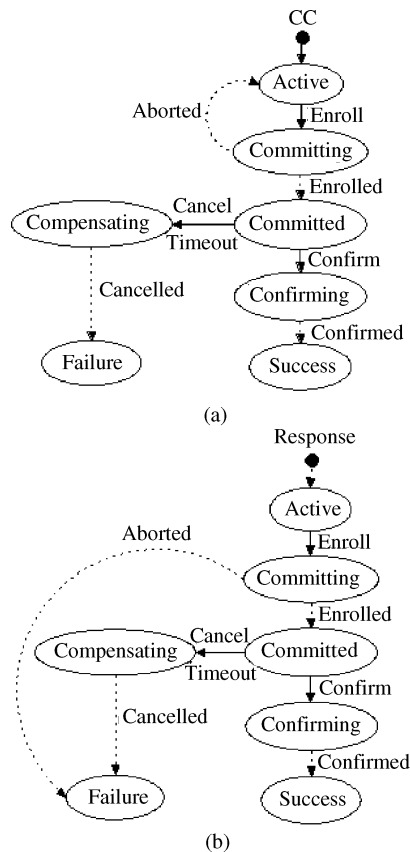 CC
Active
Aborted
Enroll
Committing
Enrolled
Cancel
Compensating
Committed
Timeout
Confirm
Cancelled
Confirming
Confirmed
Failure
Success
(a)
Response
Active
Aborted
Enroll
Committing
Enrolled
Cancel
Compensating
Committed
Timeout
Confirm
Cancelled
Confirming
Confirmed
Failure
Success
(b)